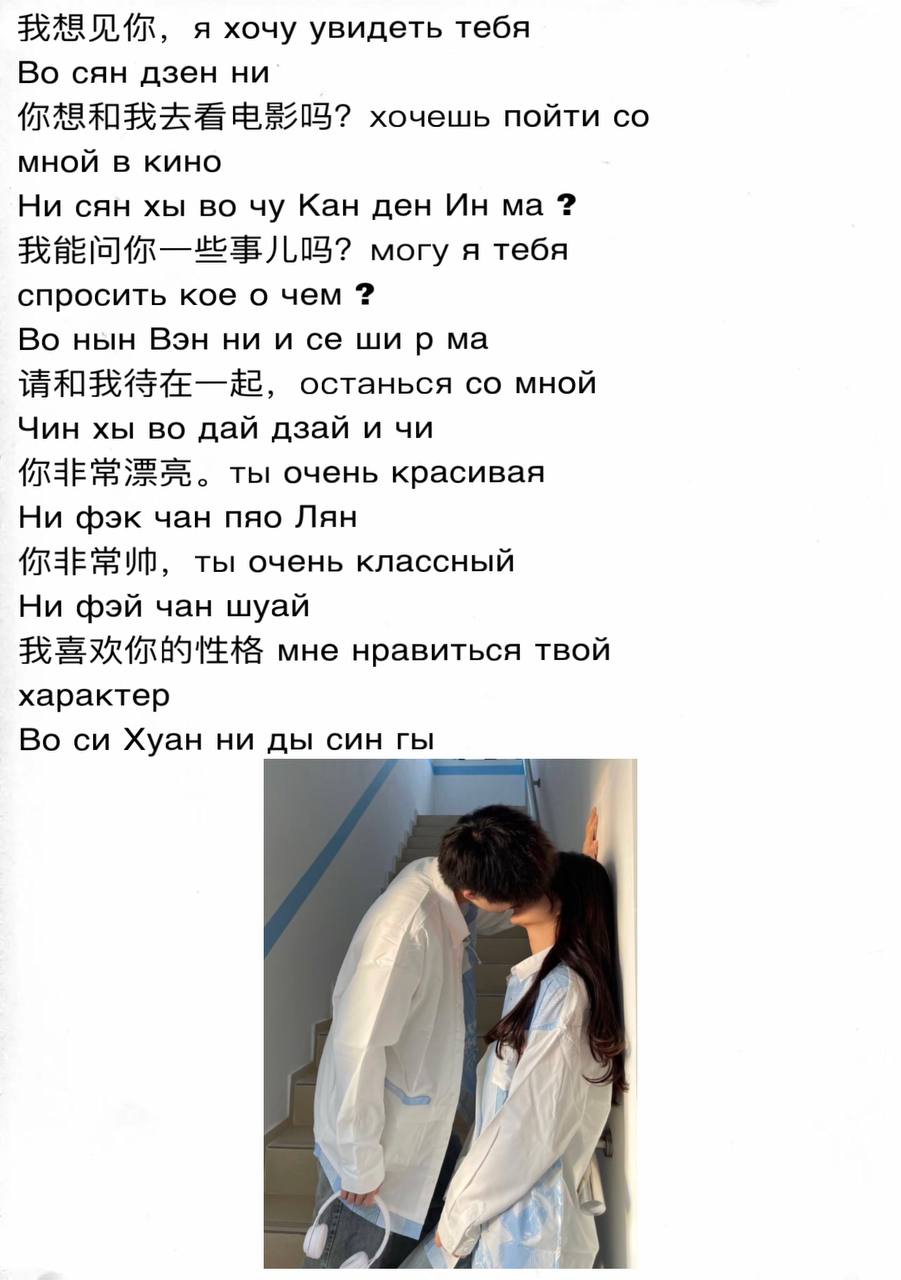 我想见你，я хочу увидеть тебя
Во сян дзен ни
你想和我去看电影吗？хочешь пойти со
мной в кино
Ни сян хы во чу Кан ден Ин ма ?
我能问你一些事儿吗？могу я тебя
спросить кое о чем ?
Во нын Вэн ни и се ши р ма
请和我待在一起，останься со мной
Чин хы во дай дзай и чи
你非常漂亮。ты очень красивая
Ни фэк чан пяо Лян
你非常帅，ты очень классный
Ни фэй чан шуай
我喜欢你的性格 мне нравиться твой
характер
Во си Хуан ни ды син гы